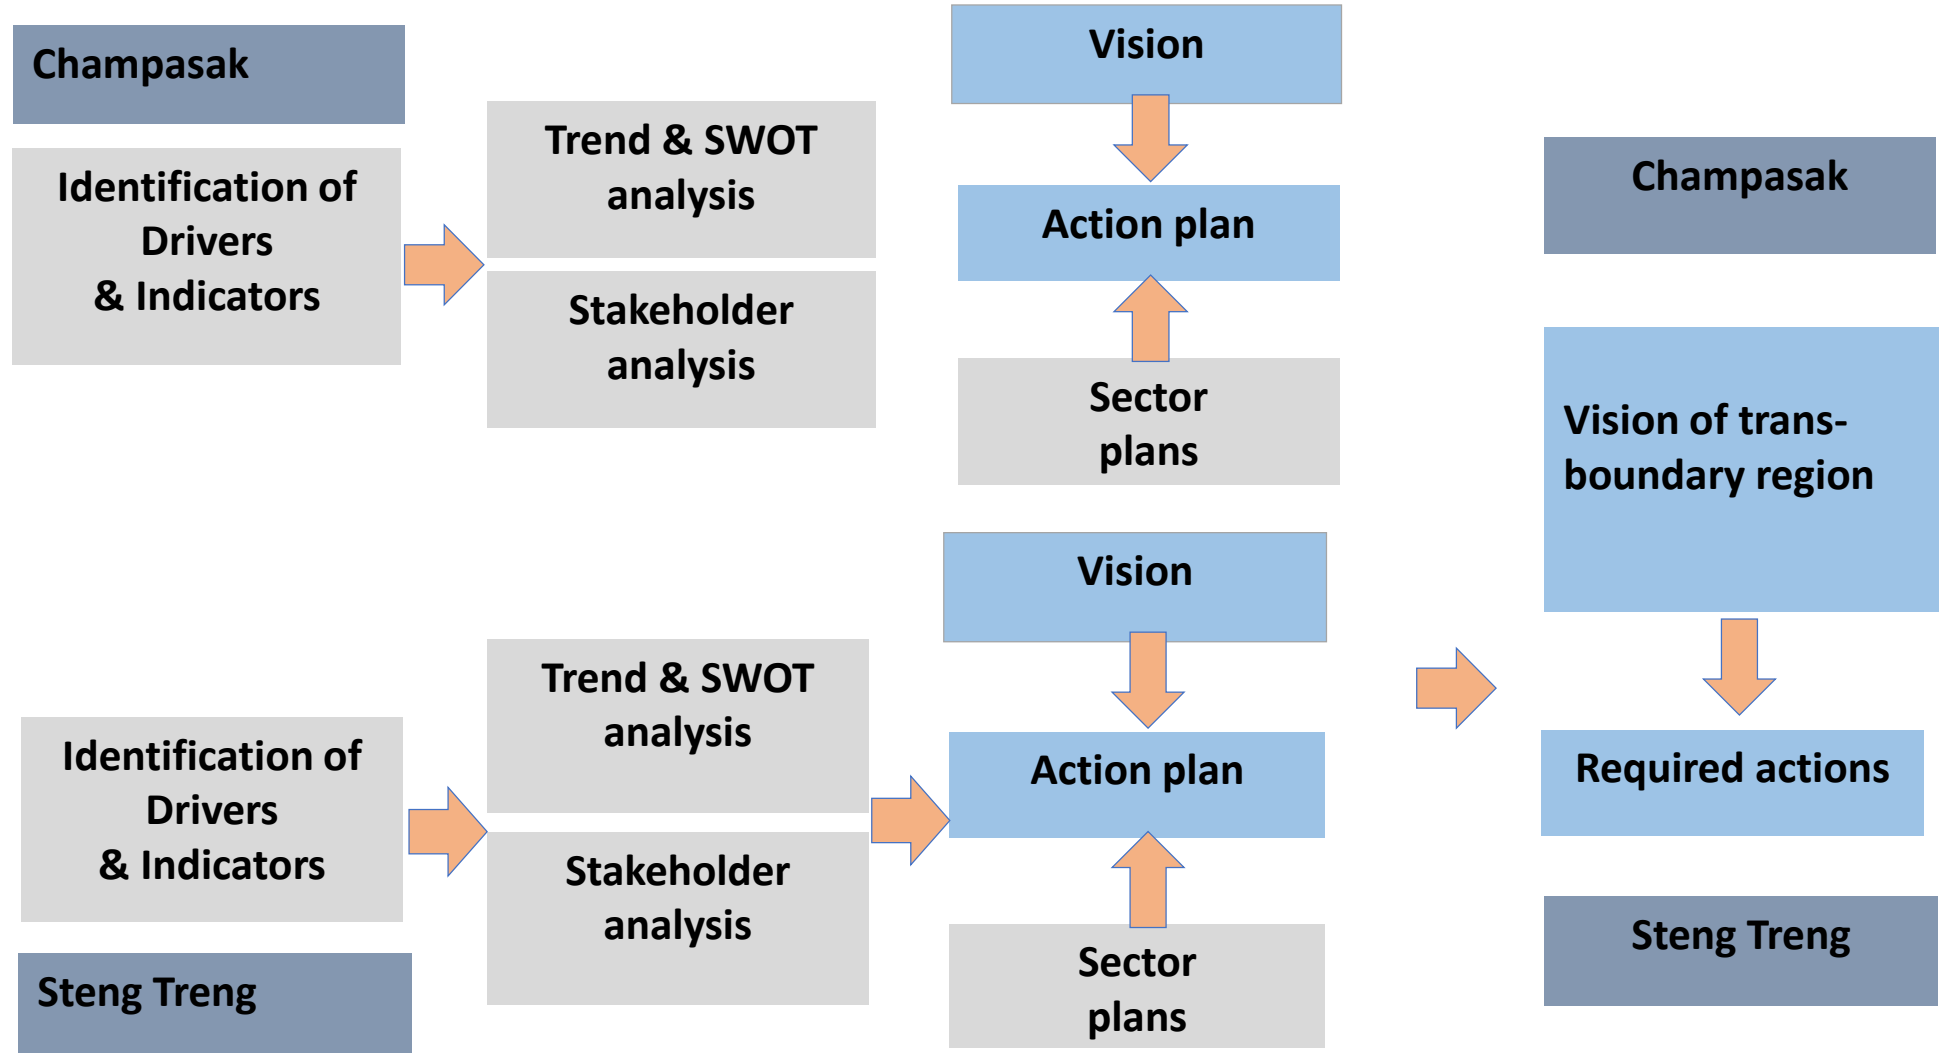 Champasak
Identification of
Drivers
& Indicators
Trend & SWOT
analysis
Stakeholder
analysis
Vision
Action plan
Sector
plans
Identification of
Drivers
& Indicators
Steng Treng
Trend & SWOT
analysis
Stakeholder
analysis
Vision
Action plan
Sector
plans
Champasak
Vision of trans-
boundary region
Required actions
Steng Treng